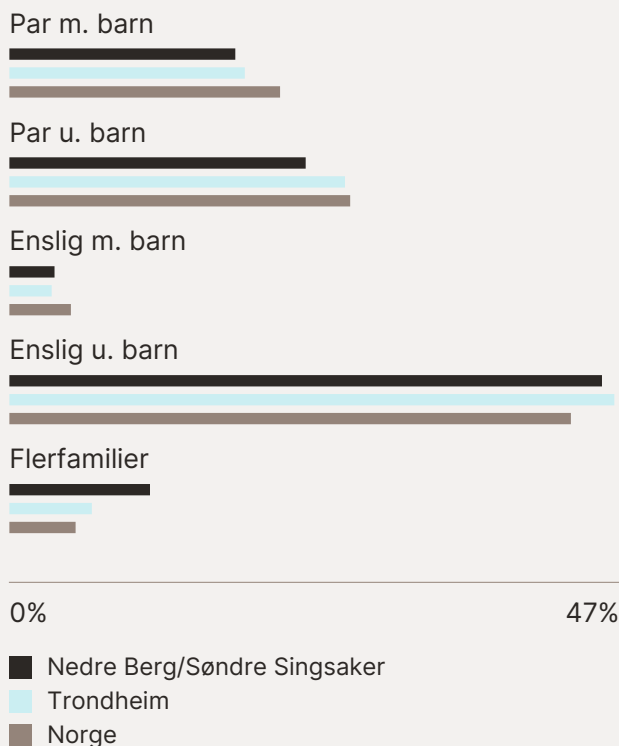 Par m. barn
Par u. barn
Enslig m. barn
Enslig u. barn
Flerfamilier
0% 47%
Nedre Berg/Søndre Singsaker
Trondheim
Norge